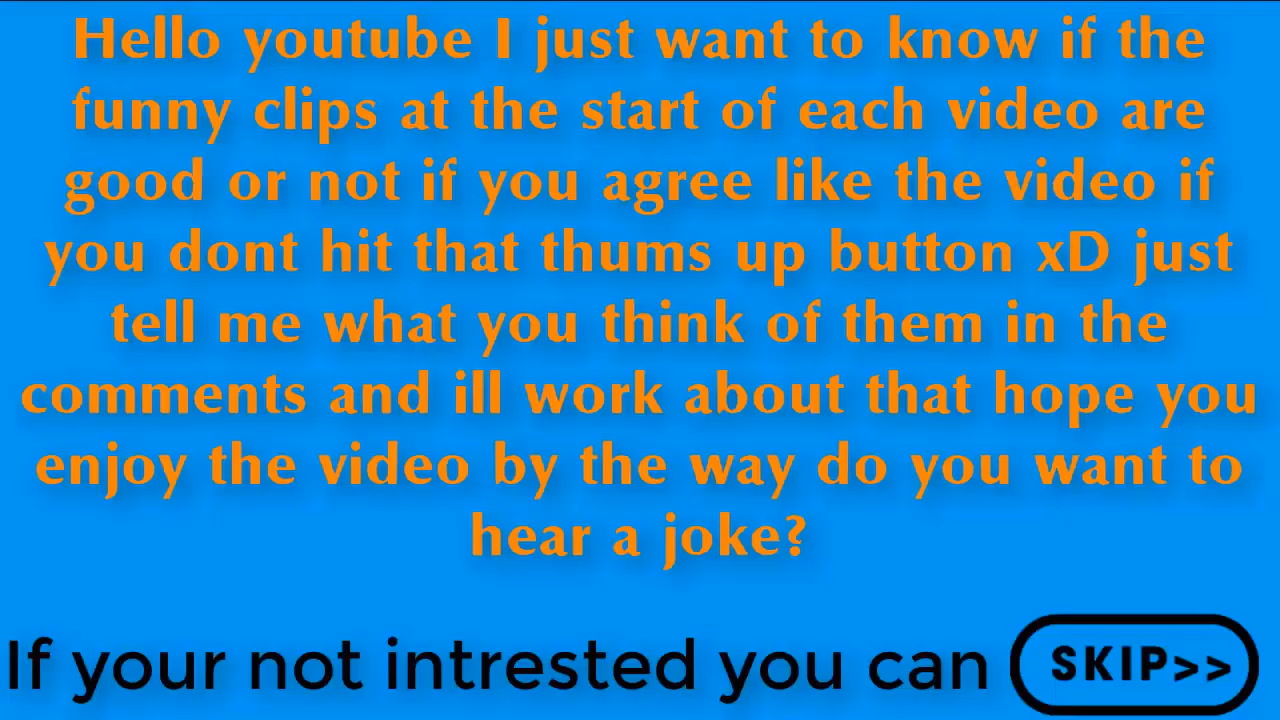 Hello youtube I just want to know if the
funny clips at the start of each video are
good or not if you agree like the video if
you dont hit that thums up button xD just
tell me what you think of them in the
comments and ill work about that hope you
enjoy the video by the way do you want to
hear a joke?
If your not intrested you can SKIP>>